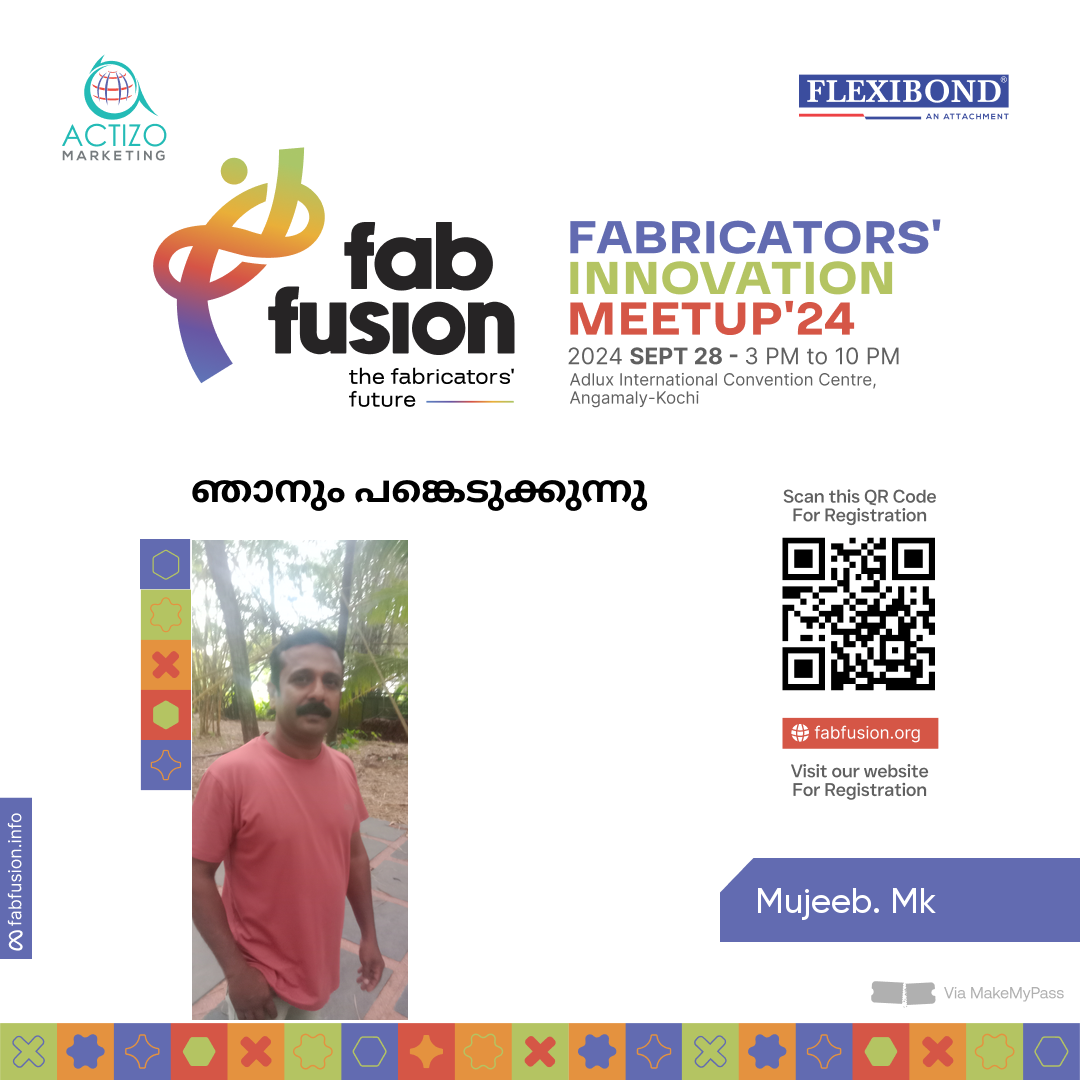 ACTIZO
MARKETING
FLEXIBOND®
AN ATTACHMENT
fab
fusion
the fabricators'
future
FABRICATORS'
INNOVATION
MEETUP'24
2024 SEPT 28 - 3 PM to 10 PM
Adlux International Convention Centre,
Angamaly-Kochi
ഞാനും പങ്കെടുക്കുന്നു
Scan this QR Code
For Registration
fabfusion.org
Visit our website
For Registration
fabfusion.info
Mujeeb. Mk
Via MakeMyPass